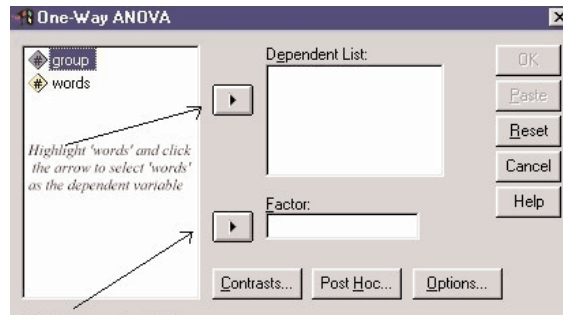 One-Way ANOVA
group
words
Highlight 'words' and click
the arrow to select 'words'
as the dependent variable
Dependent List:
Factor:
OK
Paste
Reset
Cancel
Help
Contrasts...
Post Hoc...
Options...